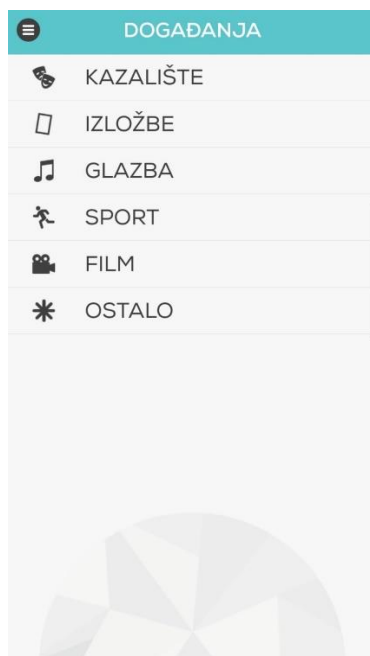 DOGAĐANJA
KAZALIŠTE
IZLOŽBE
GLAZBA
SPORT
FILM
OSTALO